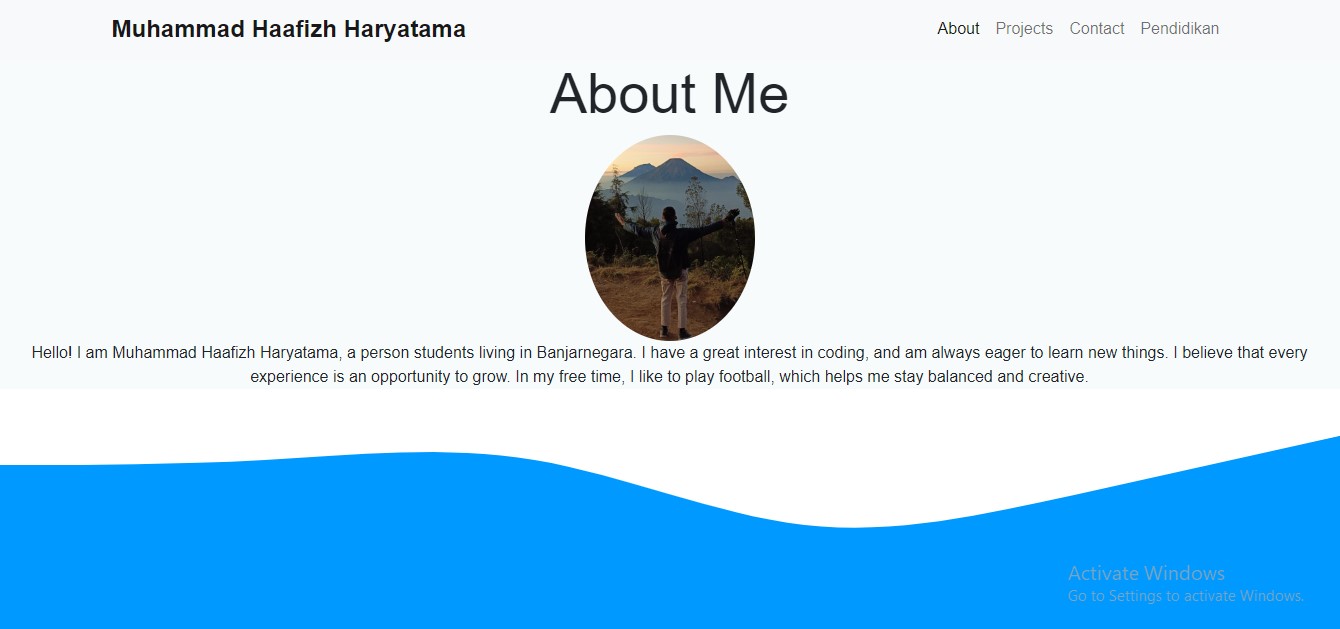 Muhammad Haafizh Haryatama
About Projects Contact Pendidikan
About Me
Hello! I am Muhammad Haafizh Haryatama, a person students living in Banjarnegara. I have a great interest in coding, and am always eager to learn new things. I believe that every
experience is an opportunity to grow. In my free time, I like to play football, which helps me stay balanced and creative.
Activate Windows
Go to Settings to activate Windows.